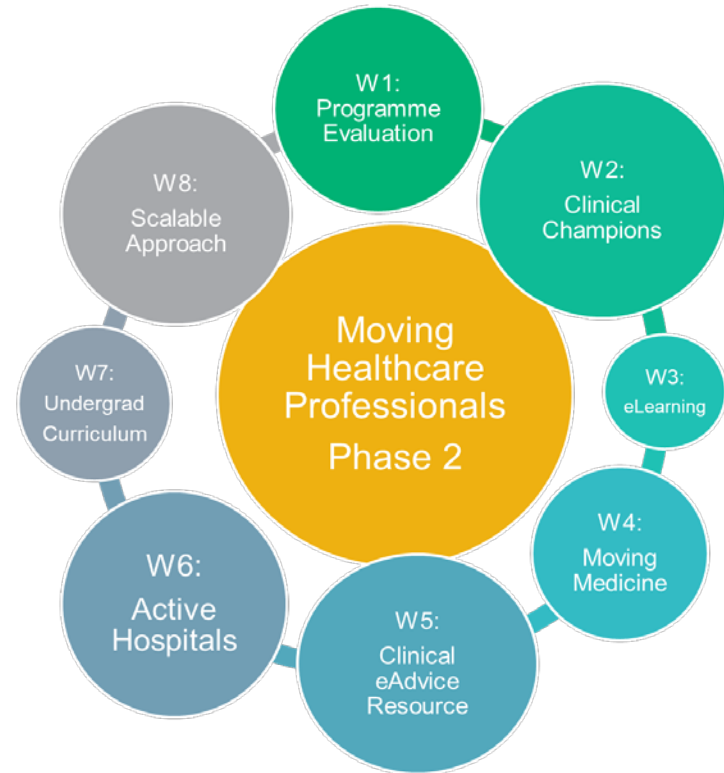 W1:
Programme
Evaluation
W2:
Clinical
Champions
W3:
eLearning
W4:
Moving
Medicine
W5:
Clinical
eAdvice
Resource
W6:
Active
Hospitals
W7:
Undergrad
Curriculum
W8:
Scalable
Approach
Moving
Healthcare
Professionals
Phase 2